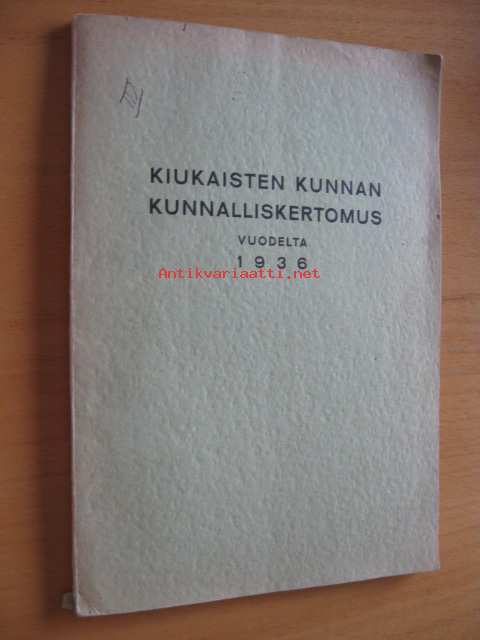 KIUKAISTEN KUNNAN
KUNNALLISKERTOMUS
VUODELTA
1936
Antikvariaatti.net